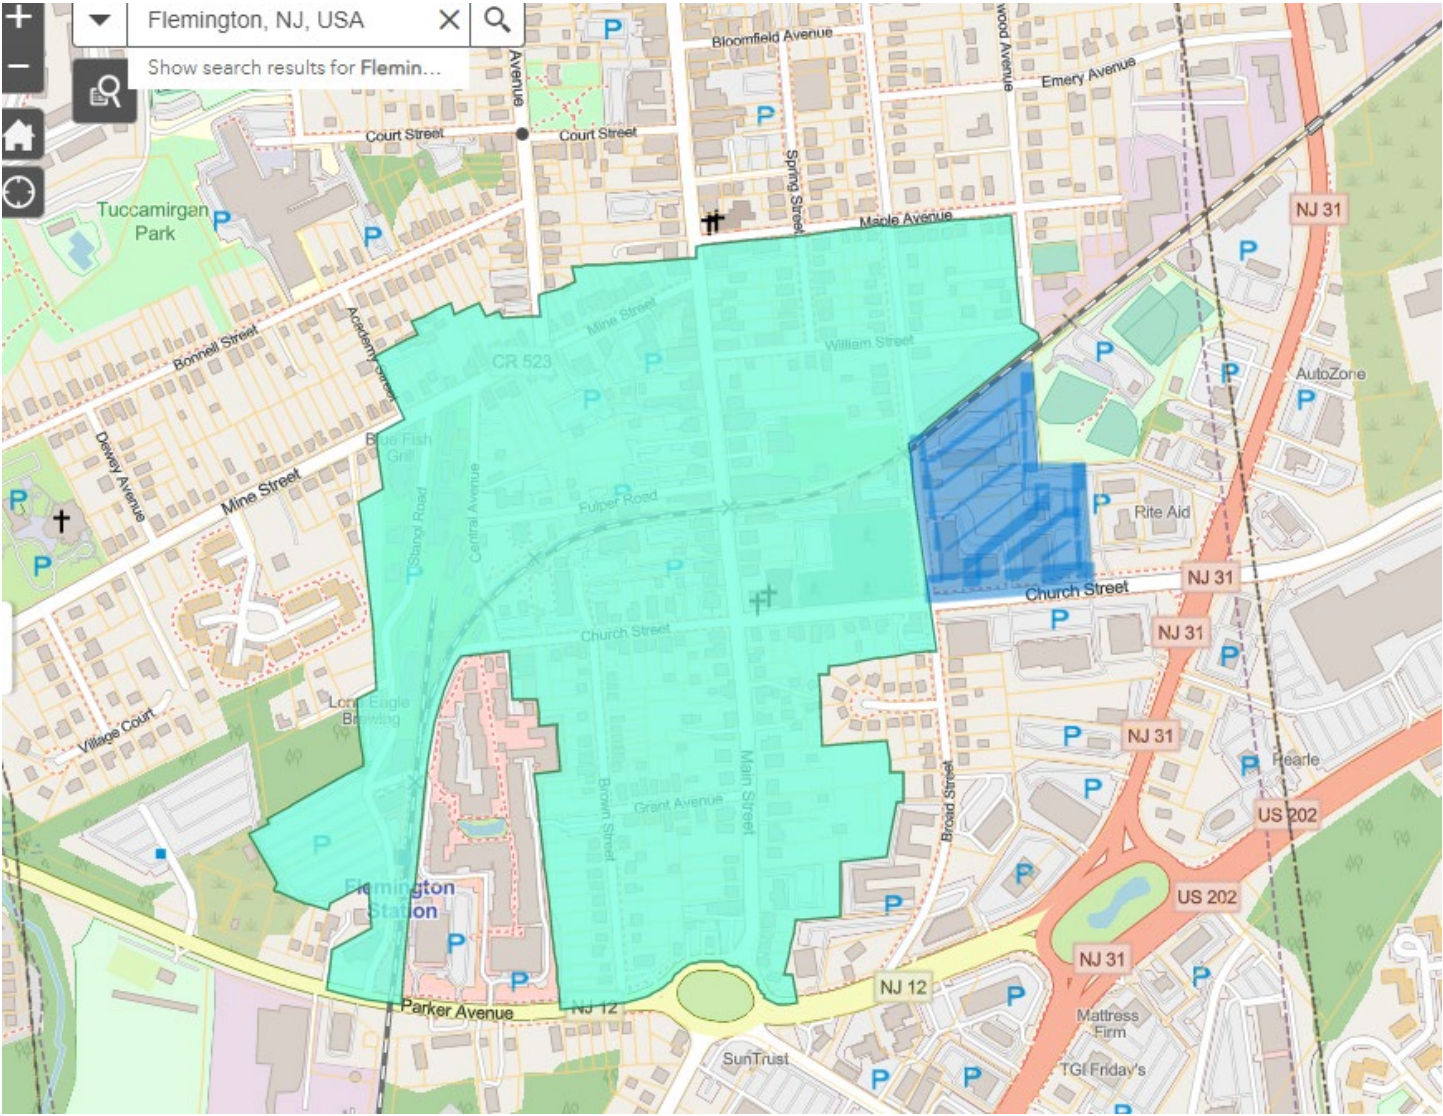 +
Flemington, NJ, USA
Show search results for Flemin...
−
Avenue
P
Bloomfield Avenue
wood Avenue
Emery Avenue
P
Court Street
Court Street
Spring Street
Tuccamirgan
Park
P
P
Maple Avenue
NJ 31
P
Academy Street
Bonnell Street
Mine Street
CR 523
P
William Street
P
P
AutoZone
P
P
Dewey Avenue
Blue Fish
Grill
Mine Street
P
Stangl Road
Central Avenue
P
Fulper Road
P
Rite Aid
P
P
P
NJ 31
Church Street
P
Church Street
NJ 31
P
Village Court
Lone Eagle
Brewing
NJ 31
P
Main Street
Pearle
P
P
Brown Street
Grant Avenue
Broad Street
US 202
P
P
Flemington
Station
P
US 202
P
P
NJ 31
P
NJ 12
P
Parker Avenue
NJ 12
P
Mattress
Firm
SunTrust
TGI Friday's
P
P
P